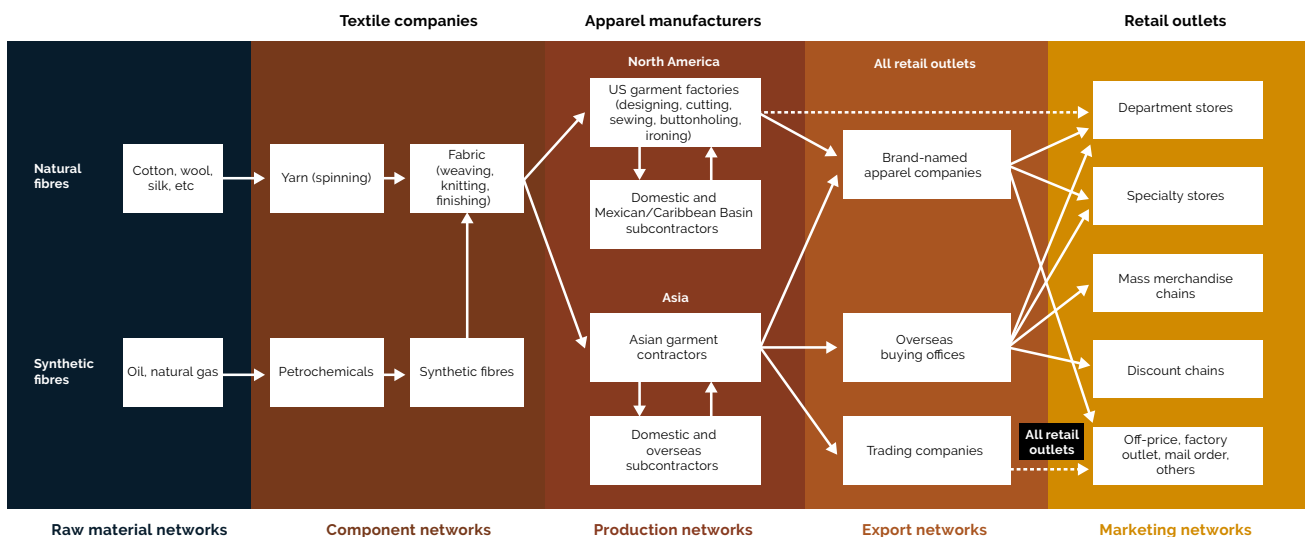 Textile companies
Apparel manufacturers
Retail outlets
North America
All retail outlets
Natural
fibres
Cotton, wool,
silk, etc
Yarn (spinning)
Fabric
(weaving,
knitting,
finishing)
US garment factories
(designing, cutting,
sewing, buttonholing,
ironing)
Domestic and
Mexican/Caribbean Basin
subcontractors
Brand-named
apparel companies
Department stores
Specialty stores
Mass merchandise
chains
Asia
Synthetic
fibres
Oil, natural gas
Petrochemicals
Synthetic fibres
Asian garment
contractors
Domestic and
overseas
subcontractors
Overseas
buying offices
Trading companies
Discount chains
All retail
outlets
Off-price, factory
outlet, mail order,
others
Raw material networks
Component networks
Production networks
Export networks
Marketing networks